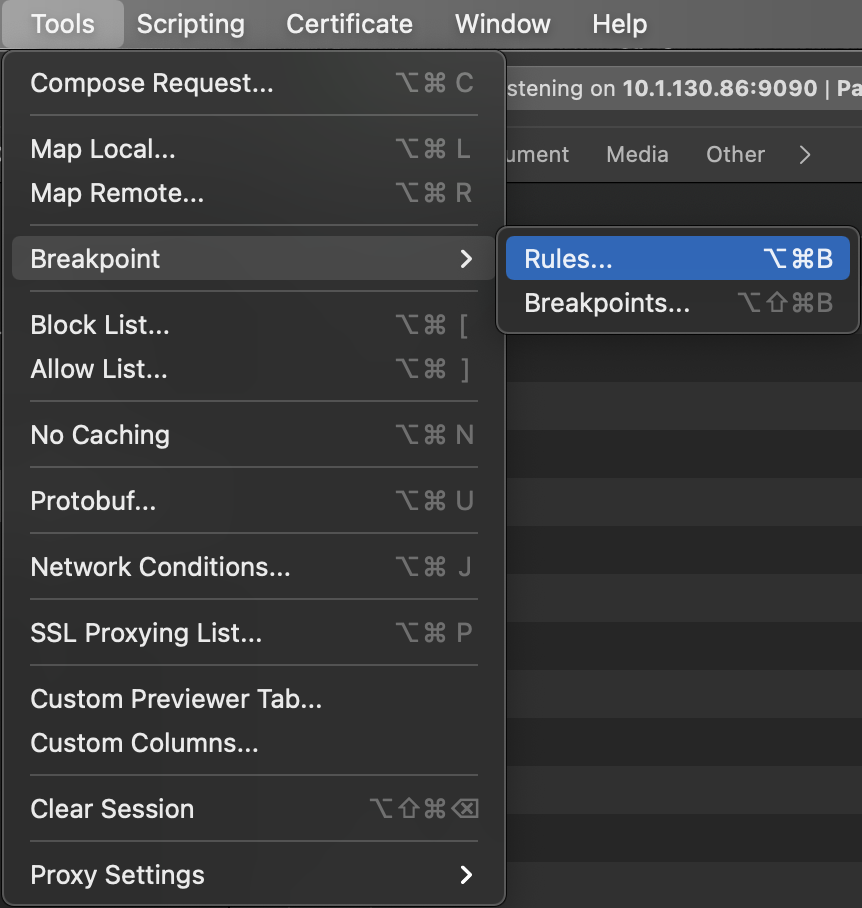 Tools Scripting Certificate Window Help
stening on 10.1.130.86:9090 | Pa
ument Media Other
Compose Request... ⌥⌘ C
Map Local... ⌥⌘ L
Map Remote... ⌥⌘ R
Breakpoint
Rules... ⌥⌘B
Breakpoints... ⌥⇧⌘B
Block List... ⌥⌘ [
Allow List... ⌥⌘ ]
No Caching ⌥⌘ N
Protobuf... ⌥⌘ U
Network Conditions... ⌥⌘ J
SSL Proxying List... ⌥⌘ P
Custom Previewer Tab...
Custom Columns...
Clear Session ⌥⇧⌘⌫
Proxy Settings